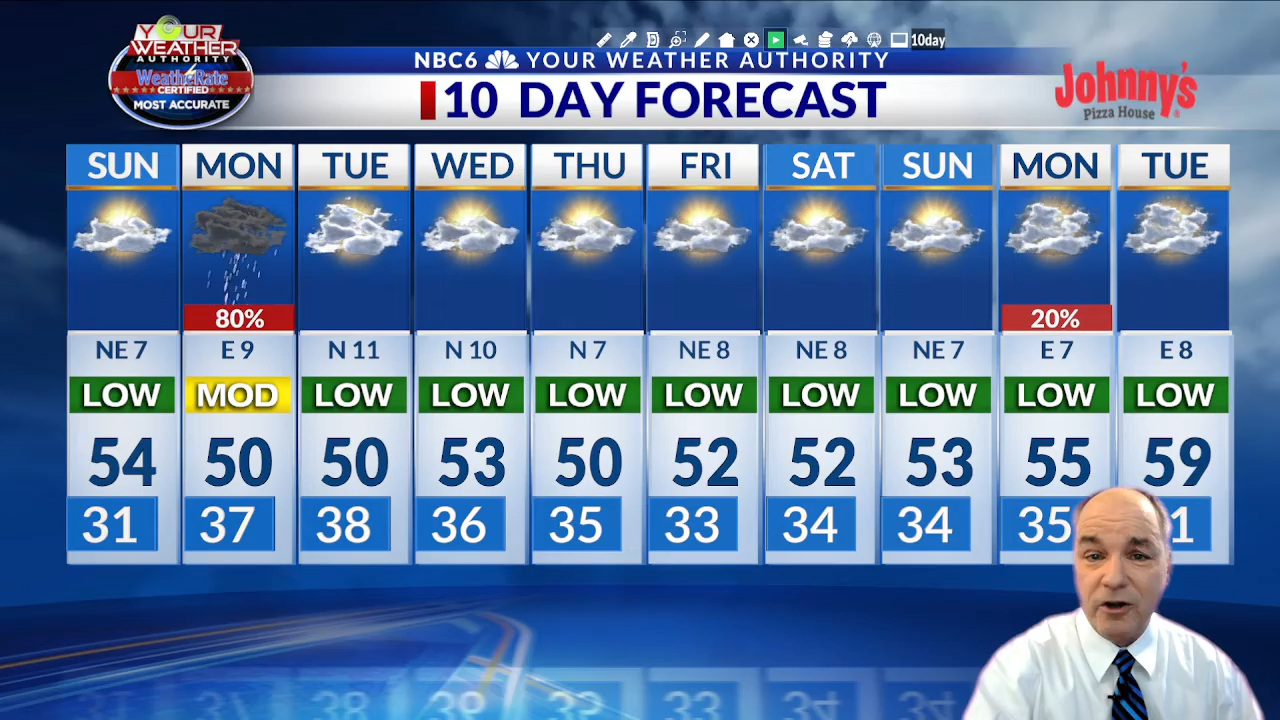 YOUR
WEATHER
AUTHORITY
WeatheRate
CERTIFIED
MOST ACCURATE
10day
NBC6 YOUR WEATHER AUTHORITY
10 DAY FORECAST
Johnny's
Pizza House
SUN MON TUE WED THU FRI SAT SUN MON TUE
80% 20%
NE 7 E 9 N 11 N 10 N 7 NE 8 NE 8 NE 7 E 7 E 8
LOW MOD LOW LOW LOW LOW LOW LOW LOW LOW
54 50 50 53 50 52 52 53 55 59
31 37 38 36 35 33 34 34 35